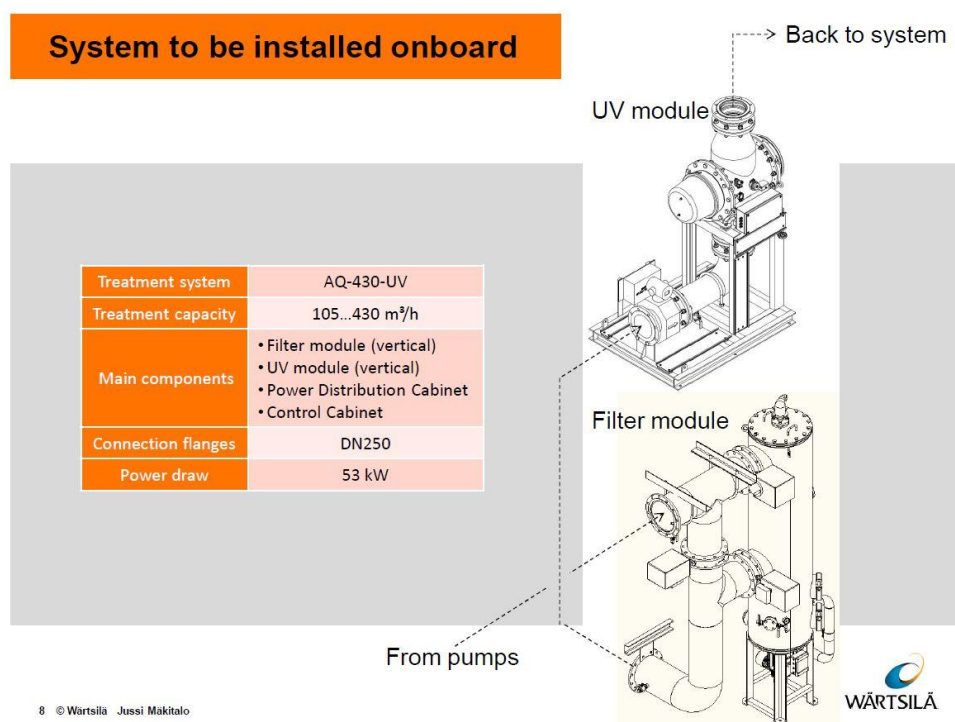 System to be installed onboard
Back to system
UV module
Treatment system AQ-430-UV
Treatment capacity 105...430 m³/h
Main components
• Filter module (vertical)
• UV module (vertical)
• Power Distribution Cabinet
• Control Cabinet
Connection flanges DN250
Power draw 53 kW
Filter module
From pumps
8 © Wärtsilä Jussi Mäkitalo
WÄRTSILÄ